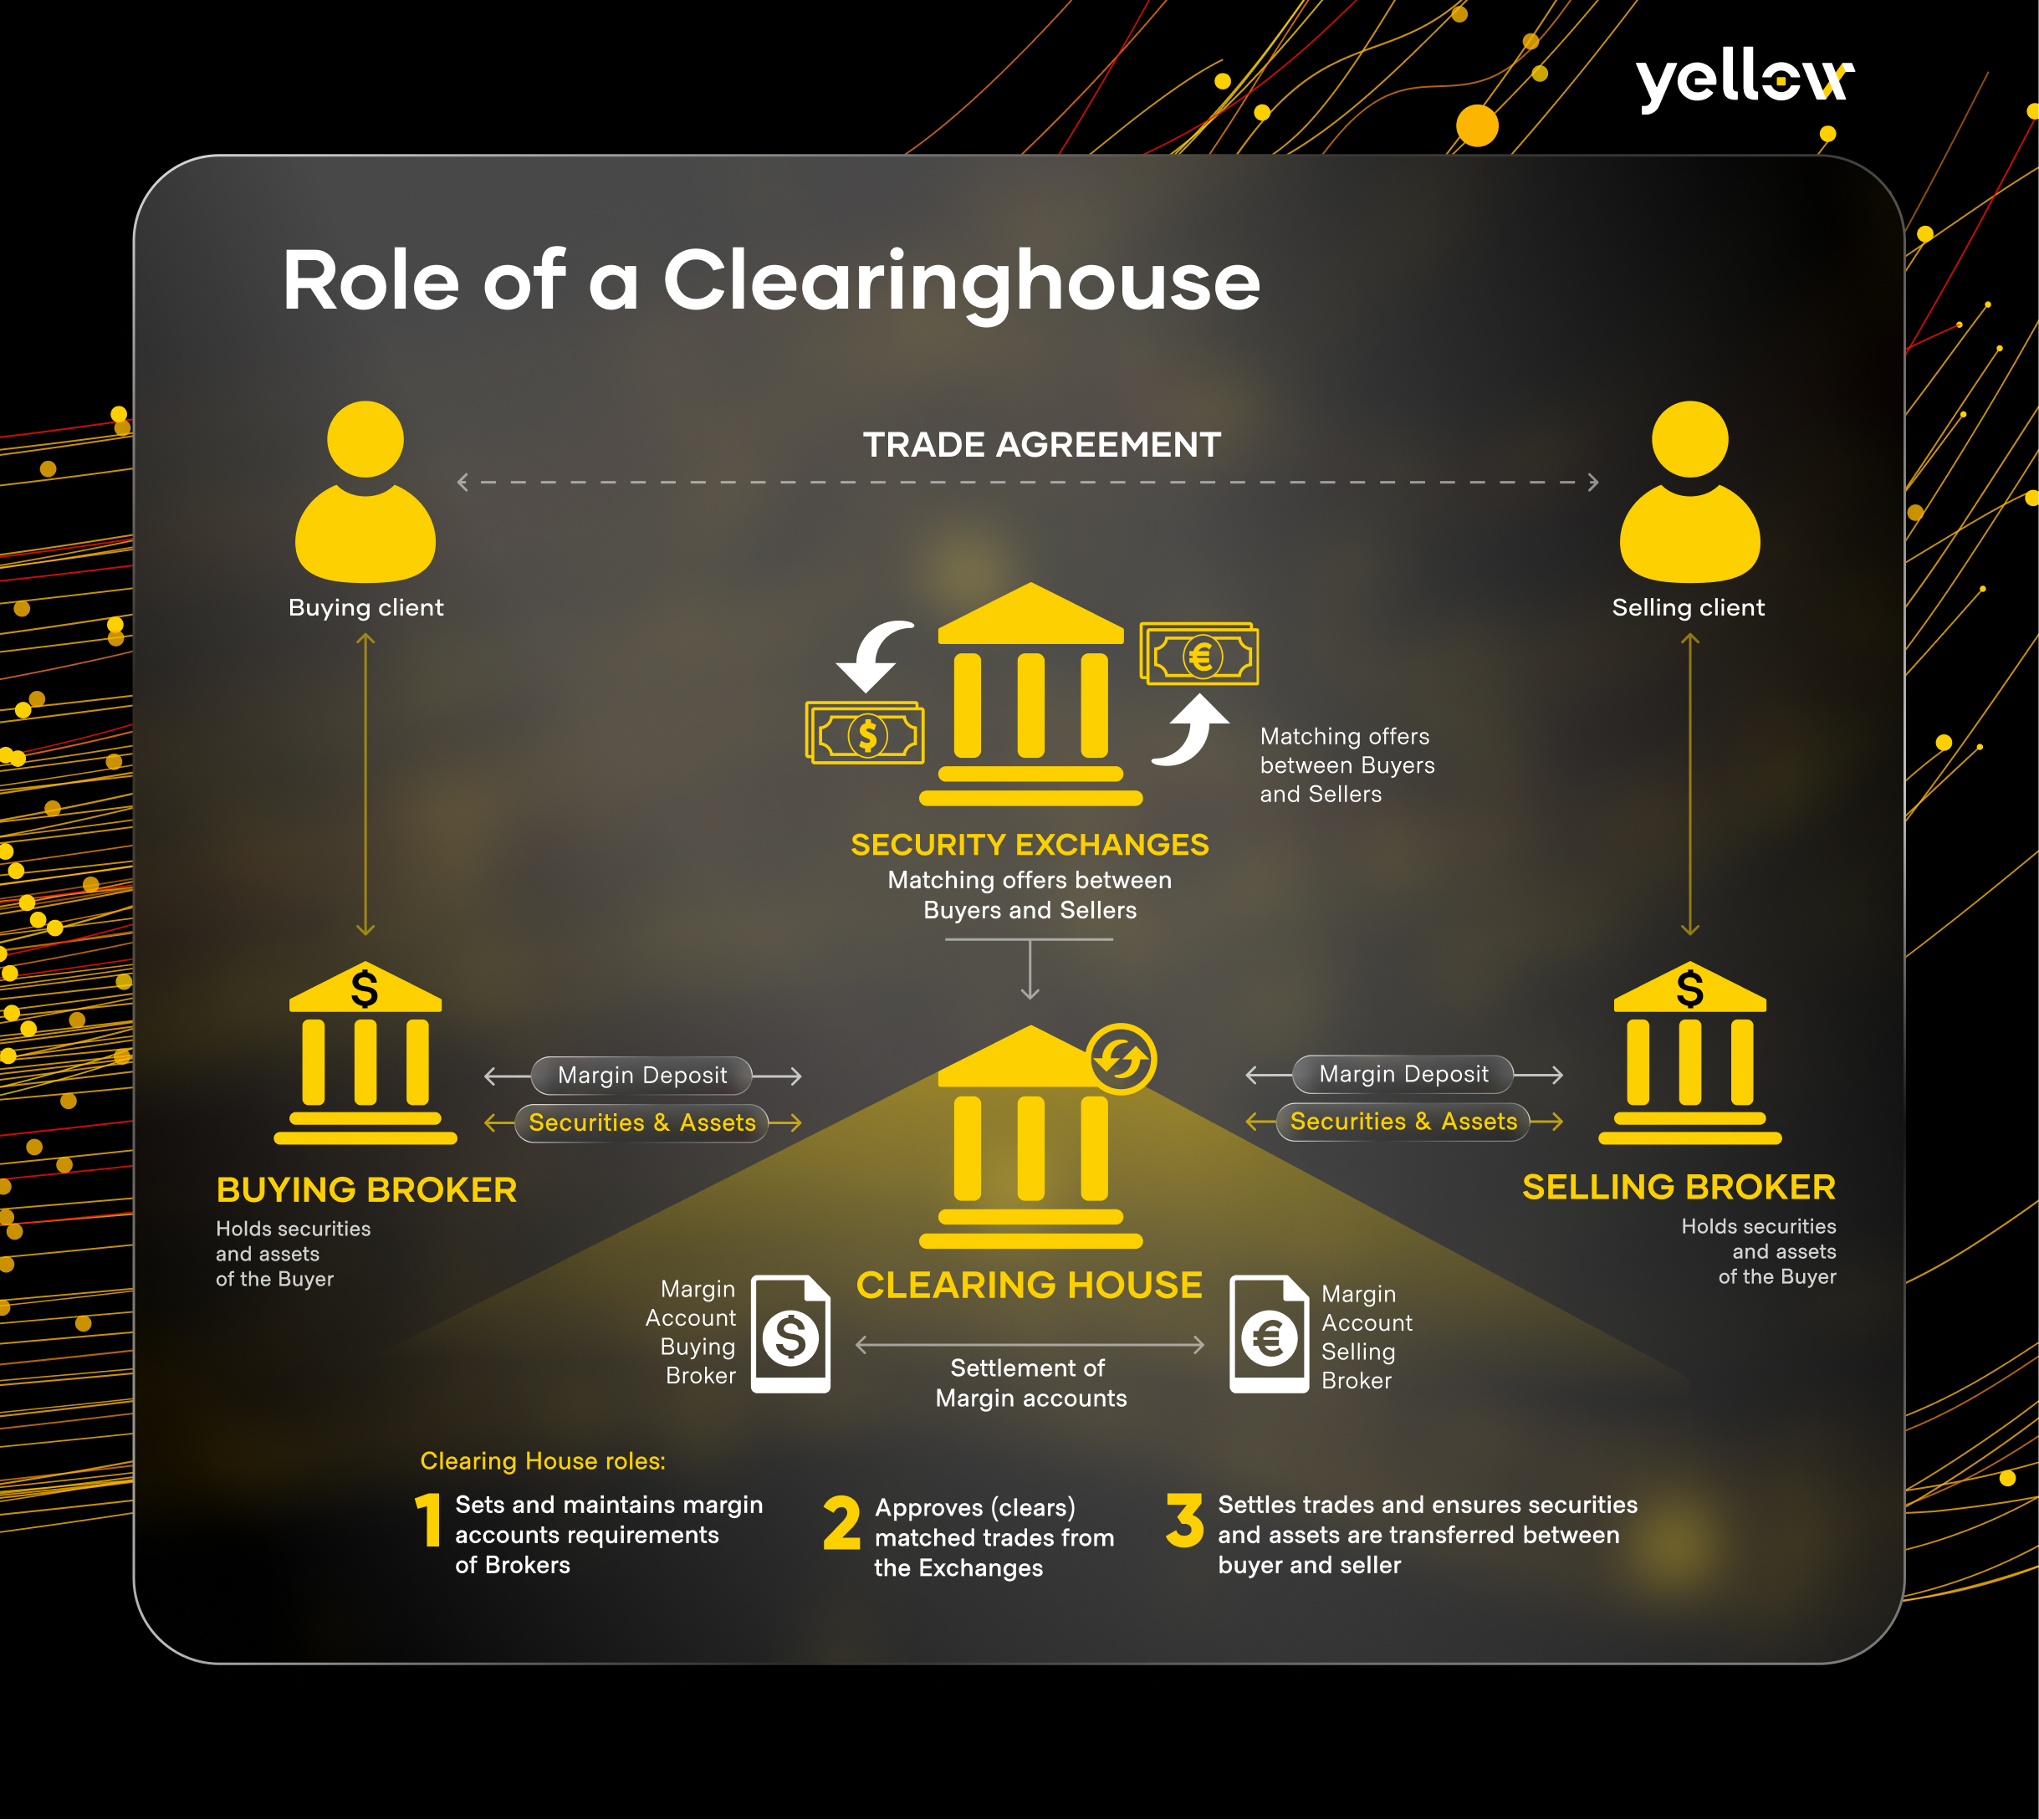 yellow
Role of a Clearinghouse
TRADE AGREEMENT
Buying client
Selling client
$
€
Matching offers
between Buyers
and Sellers
SECURITY EXCHANGES
Matching offers between
Buyers and Sellers
$
$
Margin Deposit
Securities & Assets
Margin Deposit
Securities & Assets
BUYING BROKER
Holds securities
and assets
of the Buyer
SELLING BROKER
Holds securities
and assets
of the Buyer
CLEARING HOUSE
Margin
Account
Buying
Broker
$
Settlement of
Margin accounts
€
Margin
Account
Selling
Broker
Clearing House roles:
1 Sets and maintains margin
accounts requirements
of Brokers
2 Approves (clears)
matched trades from
the Exchanges
3 Settles trades and ensures securities
and assets are transferred between
buyer and seller